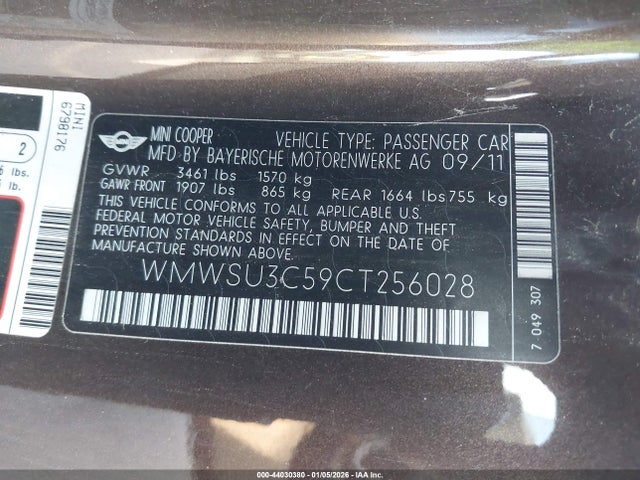 MINI
6798176
2
lbs.
lbs.
MINI COOPER
VEHICLE TYPE: PASSENGER CAR
MFD BY BAYERISCHE MOTORENWERKE AG 09/11
GVWR 3461 lbs 1570 kg
GAWR FRONT 1907 lbs 865 kg REAR 1664 lbs 755 kg
THIS VEHICLE CONFORMS TO ALL APPLICABLE U.S.
FEDERAL MOTOR VEHICLE SAFETY, BUMPER AND THEFT
PREVENTION STANDARDS IN EFFECT ON THE DATE OF
MANUFACTURE SHOWN ABOVE.
WMWSU3C59CT256028
7 049 307
000-44030380 - 01/05/2026 - IAA Inc.